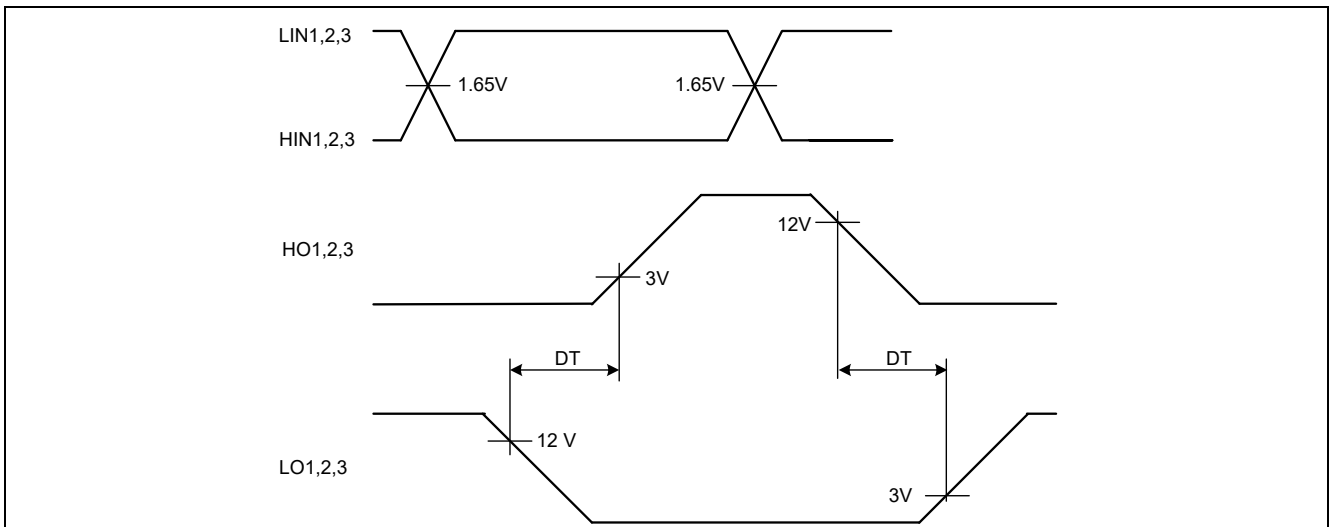 LIN1,2,3
1.65V 1.65V
HIN1,2,3
12V
HO1,2,3
3V
DT DT
12 V
LO1,2,3
3V